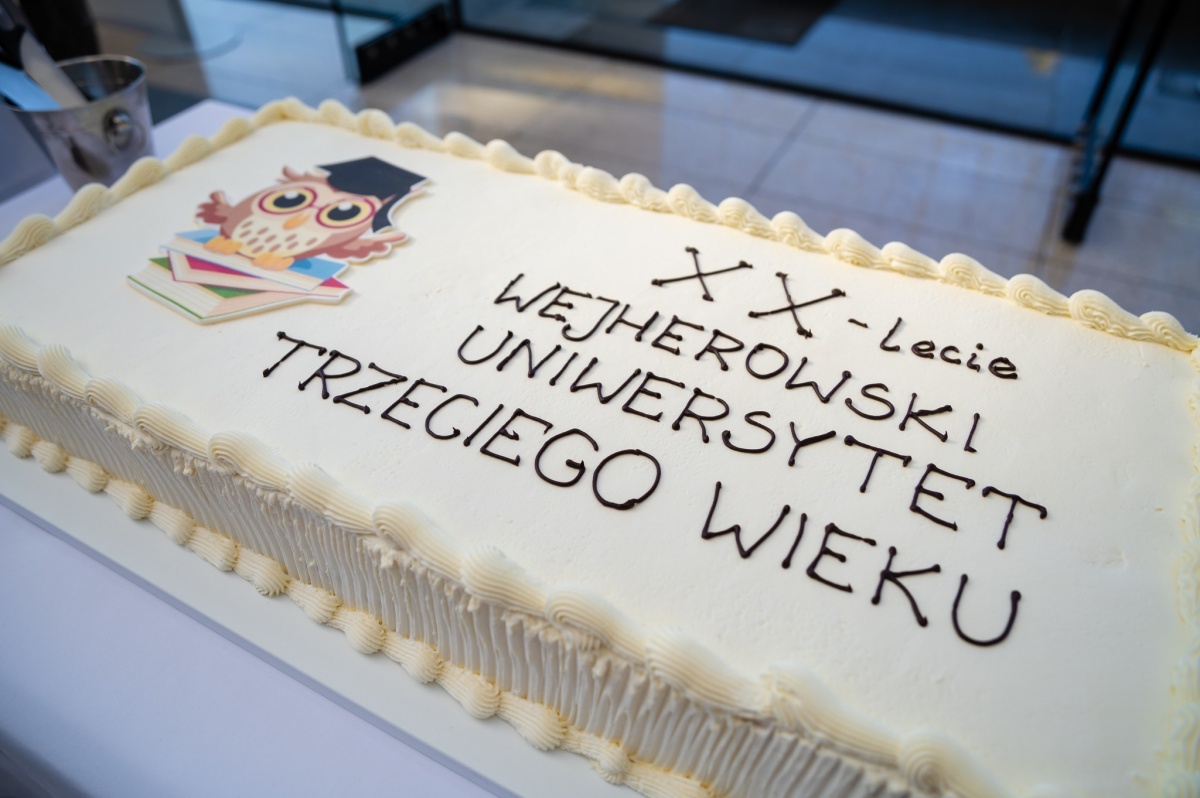 XX-lecie
WEJHEROWSKI
UNIWERSYTET
TRZECIEGO WIEKU